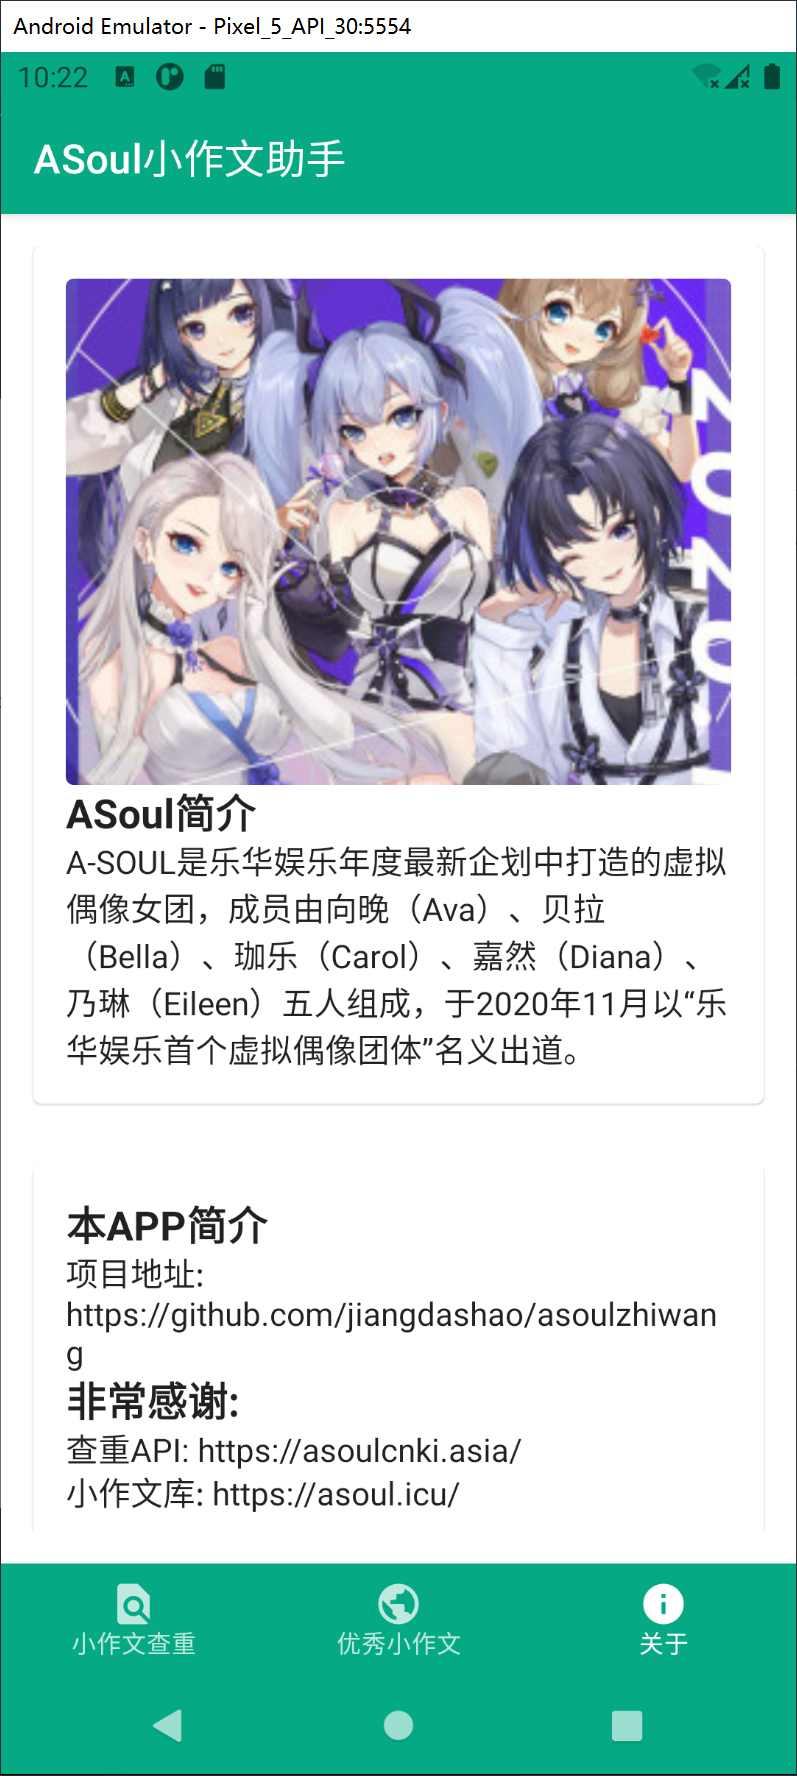 Android Emulator - Pixel_5_API_30:5554
10:22
ASoul小作文助手
202
ASoul简介
A-SOUL是乐华娱乐年度最新企划中打造的虚拟
偶像女团，成员由向晚（Ava）、贝拉
（Bella）、珈乐（Carol）、嘉然（Diana）、
乃琳（Eileen）五人组成，于2020年11月以“乐
华娱乐首个虚拟偶像团体”名义出道。
本APP简介
项目地址:
https://github.com/jiangdashao/asoulzhiwan
g
非常感谢:
查重API: https://asoulcnki.asia/
小作文库: https://asoul.icu/
小作文查重
优秀小作文
关于